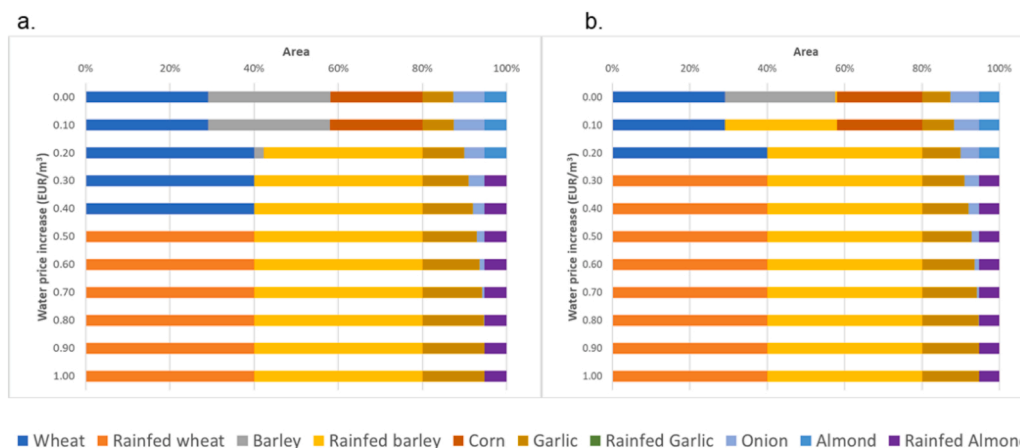 a.
Area
0% 20% 40% 60% 80% 100%
Water price increase (EUR/m³)
0.00
0.10
0.20
0.30
0.40
0.50
0.60
0.70
0.80
0.90
1.00
b.
Area
0% 20% 40% 60% 80% 100%
Water price increase (EUR/m³)
0.00
0.10
0.20
0.30
0.40
0.50
0.60
0.70
0.80
0.90
1.00
Wheat Rainfed wheat Barley Rainfed barley Corn Garlic Rainfed Garlic Onion Almond Rainfed Almond